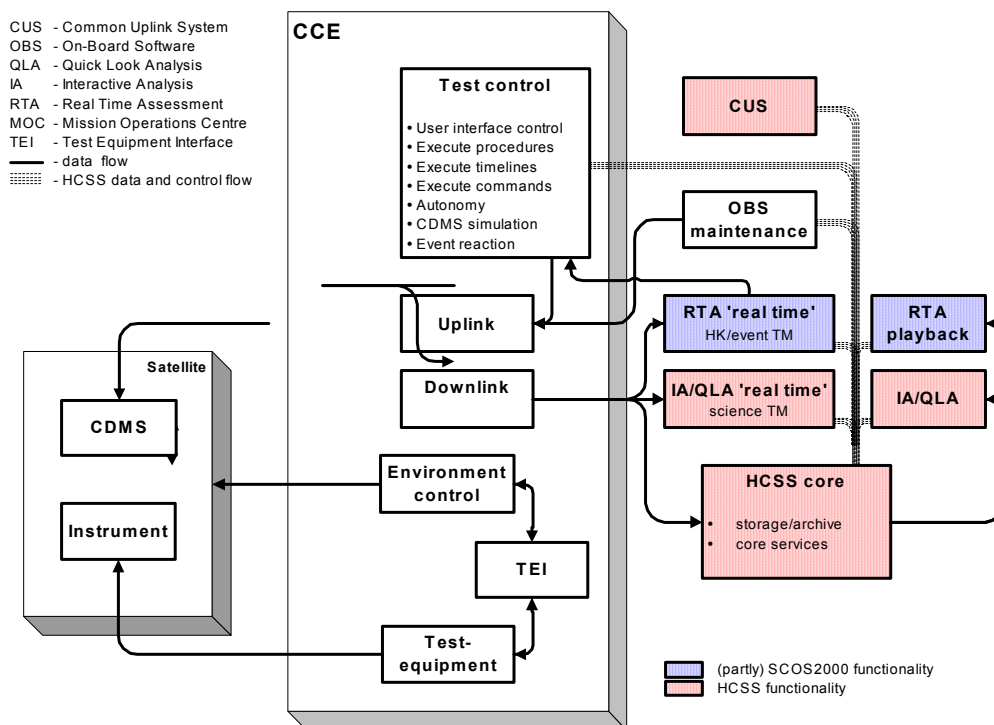 CUS - Common Uplink System
OBS - On-Board Software
QLA - Quick Look Analysis
IA - Interactive Analysis
RTA - Real Time Assessment
MOC - Mission Operations Centre
TEI - Test Equipment Interface
- data flow
- HCSS data and control flow
CCE
Test control
• User interface control
• Execute procedures
• Execute timelines
• Execute commands
• Autonomy
• CDMS simulation
• Event reaction
CUS
OBS
maintenance
Uplink
RTA 'real time'
HK/event TM
RTA
playback
Satellite
Downlink
IA/QLA 'real time'
science TM
IA/QLA
CDMS
Environment
control
HCSS core
• storage/archive
• core services
Instrument
TEI
Test-
equipment
(partly) SCOS2000 functionality
HCSS functionality